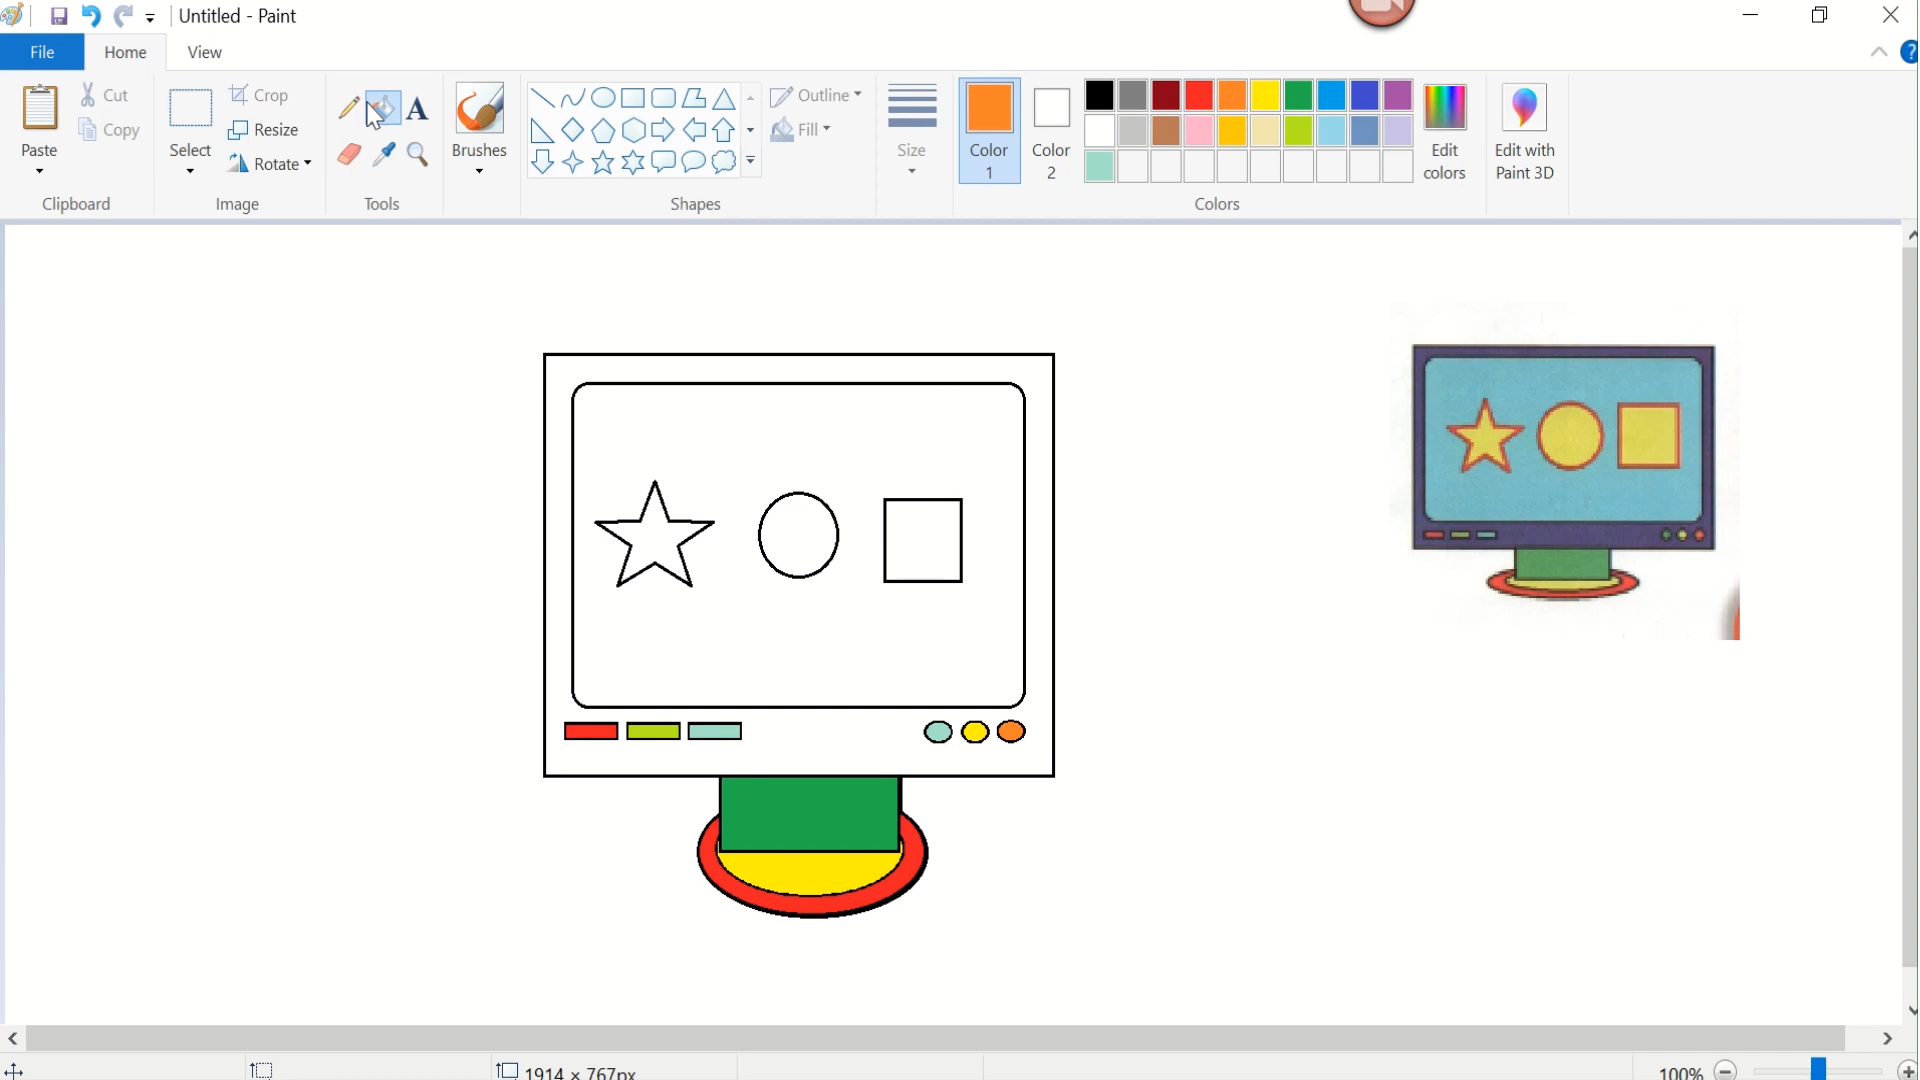 Untitled - Paint
File Home View
Paste
Cut
Copy
Clipboard
Select
Crop
Resize
Rotate
Image
A
Tools
Brushes
Outline
Fill
Shapes
Size
Color
1
Color
2
Edit
colors
Colors
Edit with
Paint 3D
?
1914 × 767px
100%